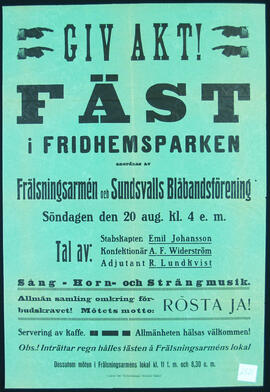 GIV AKT!
FÄST
i FRIDHEMSPARKEN
ANORDNAS AV
Frälsningsarmén och Sundsvalls Blåbandsförening
Söndagen den 20 aug. kl. 4 e. m.
Tal av:
Stabskapten Emil Johansson
Konfektionär A. F. Widerström
Adjutant R. Lundkvist
Sång - Horn- och Strängmusik.
Allmän samling omkring för-
budskravet! Mötets motto:
RÖSTA JA!
Servering av kaffe.
Allmänheten hälsas välkommen!
Obs.! Inträffar regn hålles fästen å Frälsningsarméns lokal
Dessutom möten i Frälsningsarméns lokal kl. 11 f. m. och 8,30 e. m.